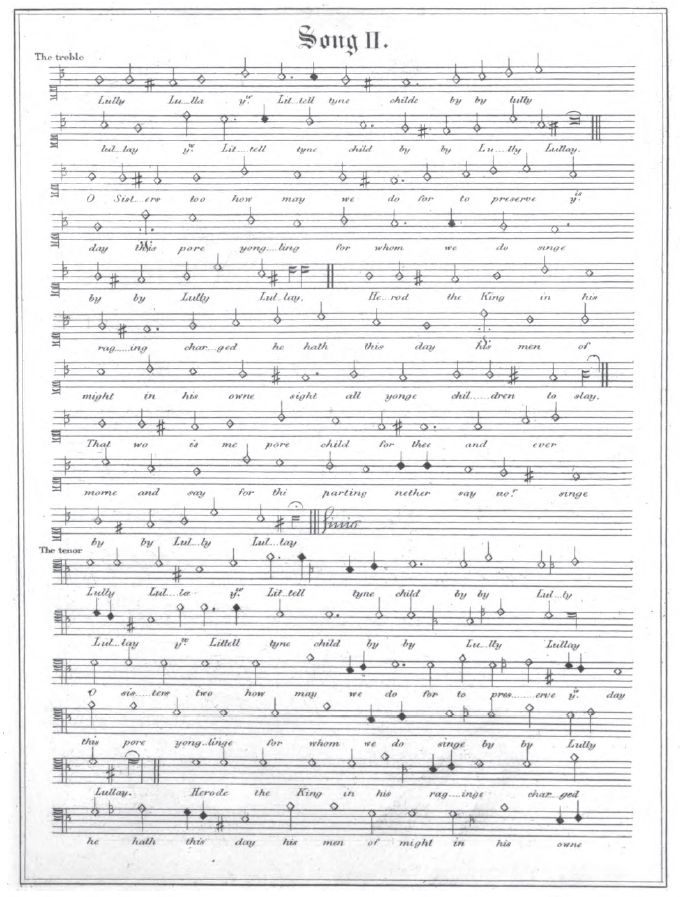 Song II.
The treble
Lully Lu...lla yw Lit...tell tyne childe by by lully
lul...lay yw Lit....tell tyne child by by Lu...lly Lullay.
O Sist...ers too how may we do for to preserve y.is
day this pore yong...ling for whom we do singe
by by Lully Lul..lay. He...rod the King in his
rag.....ing char...ged he hath this day his men of
might in his owne sight all yonge chil......dren to slay.
That wo is me pore child for thee and ever
morne and say for thi parting nether say no! singe
by by Lul...ly Lul...lay Finis
The tenor
Lully Lul...la yw Lit..tell tyne child by by Lul...ly
Lul...lay yw Littell tyne child by by Lu...lly Lullay
O sis.....ters two how may we do for to pres.......erve y.s day
this pore yong..linge for whom we do singe by by Lully
Lullay. Herode the King in his rag....inge char...ged
he hath this day his men of might in his owne